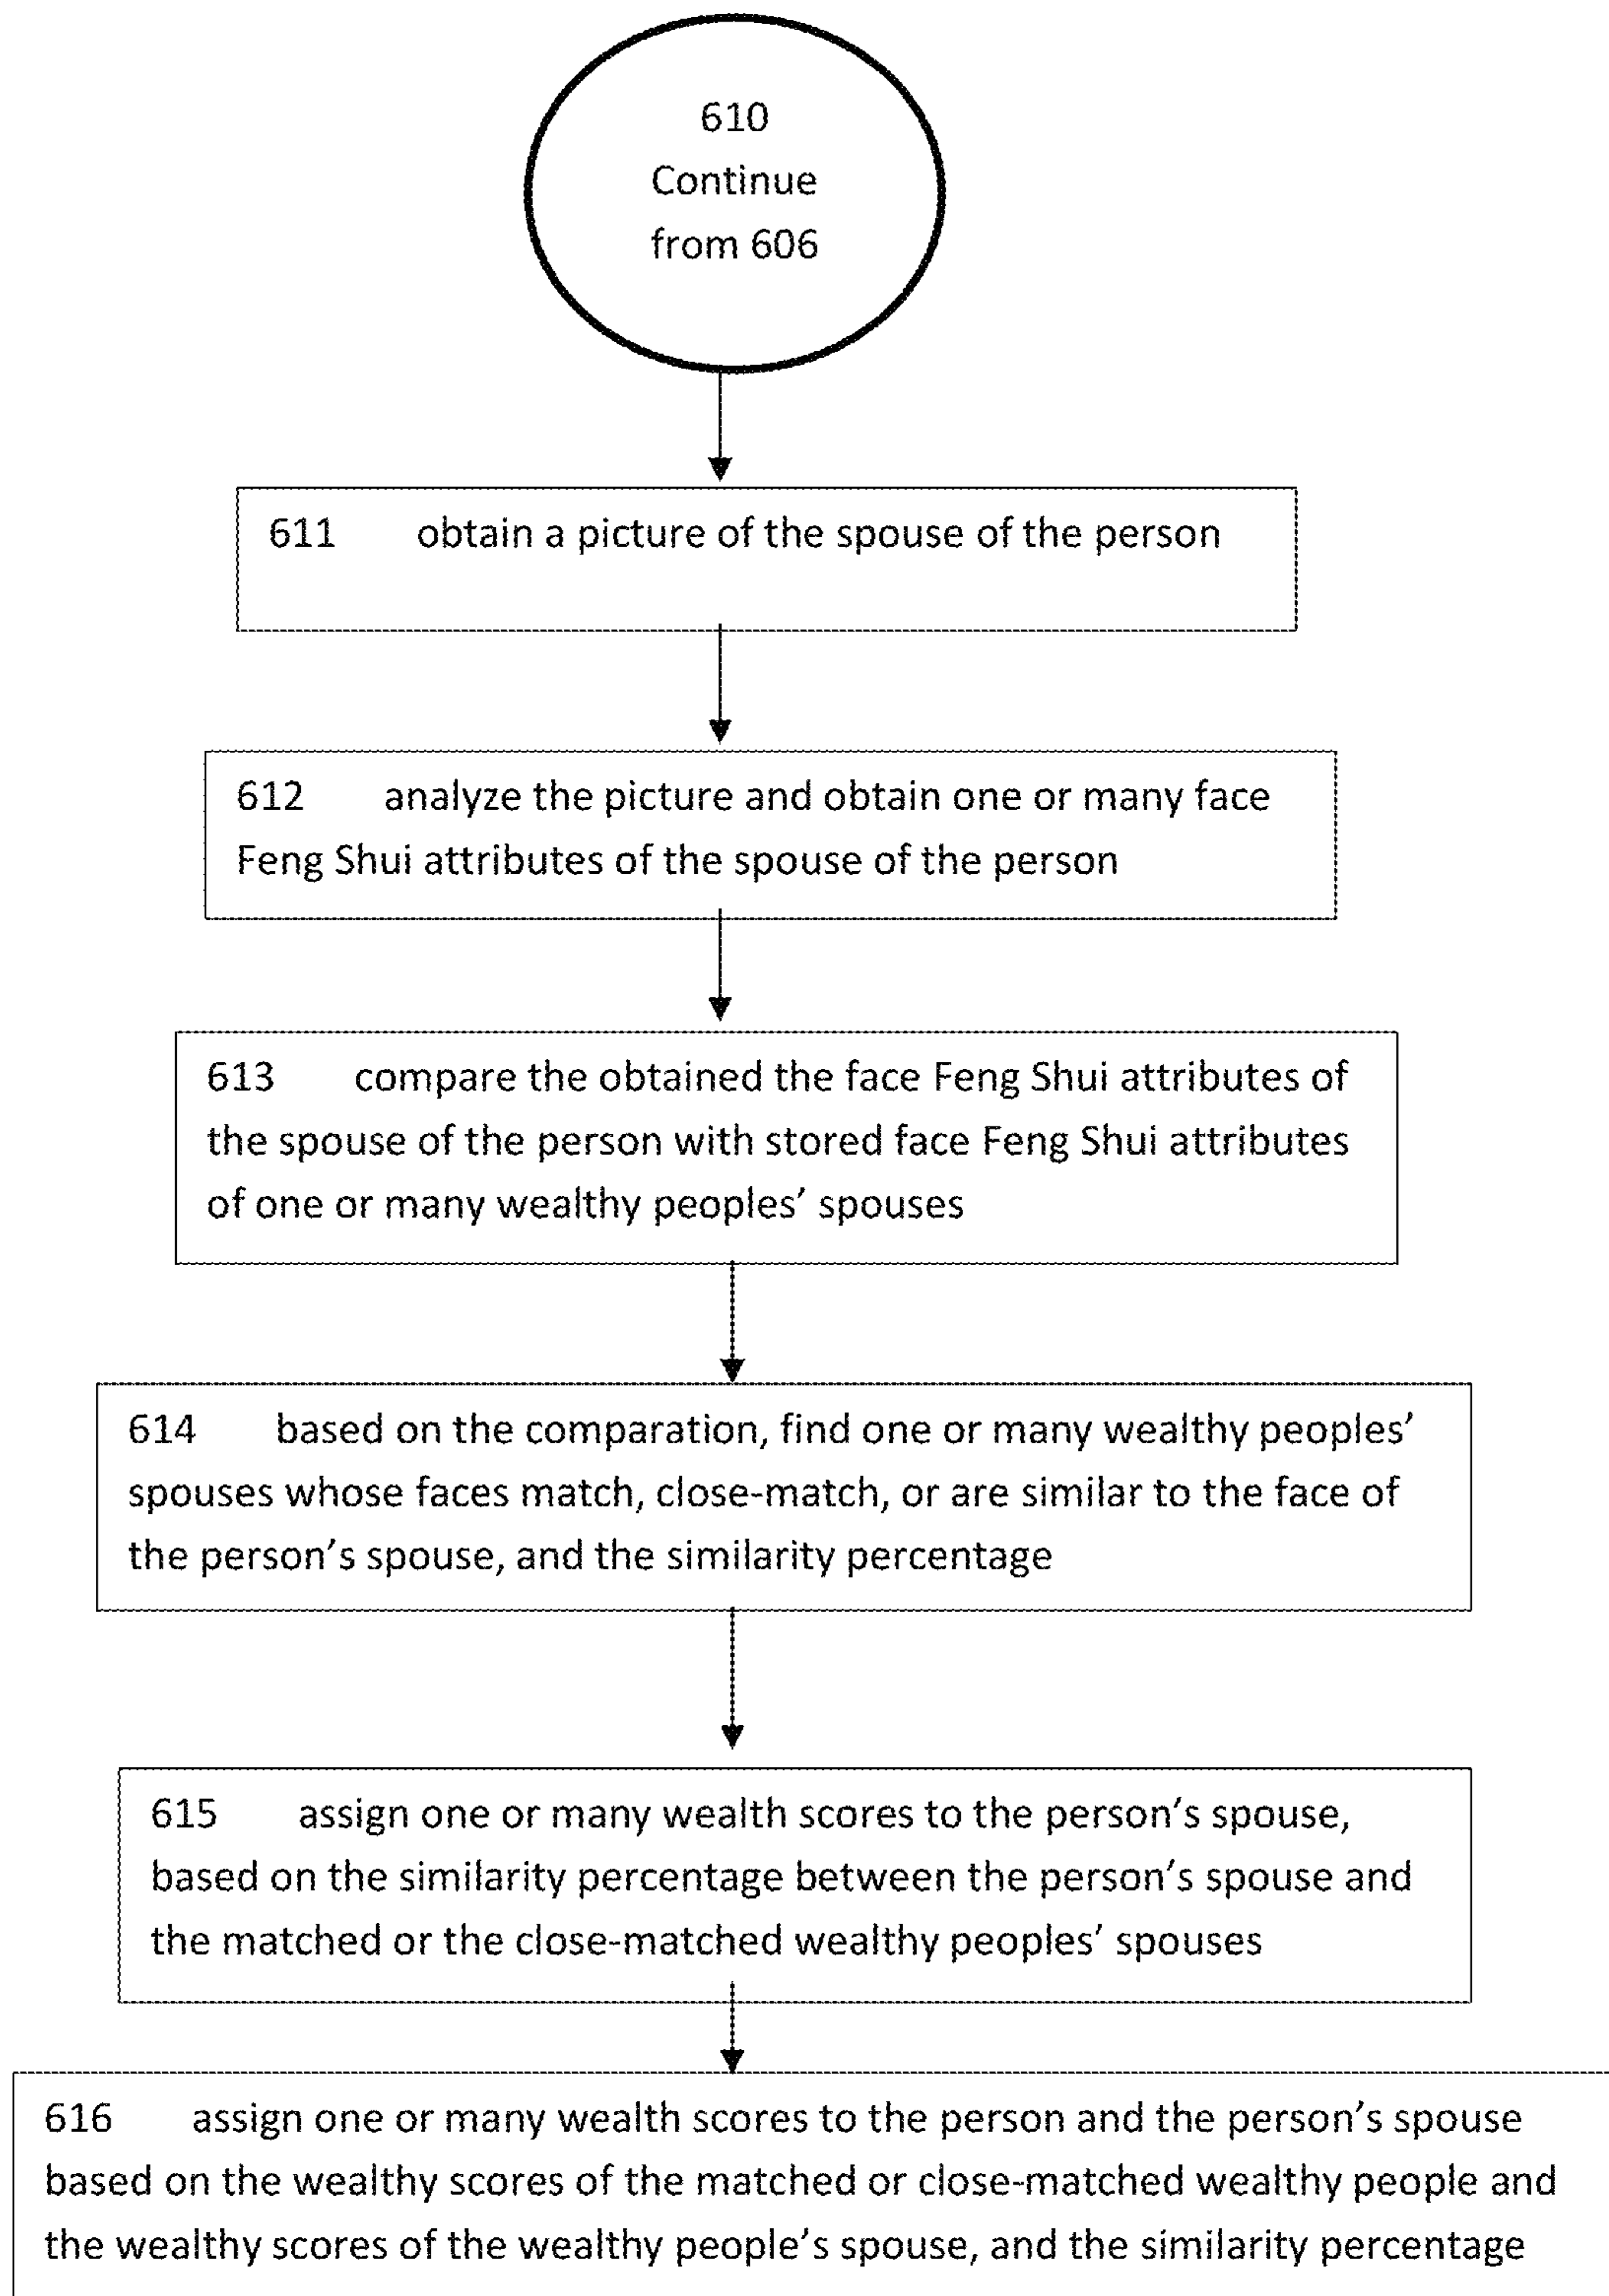 610
Continue
from 606
611 obtain a picture of the spouse of the person
612 analyze the picture and obtain one or many face
Feng Shui attributes of the spouse of the person
613 compare the obtained the face Feng Shui attributes of
the spouse of the person with stored face Feng Shui attributes
of one or many wealthy peoples’ spouses
614 based on the comparation, find one or many wealthy peoples’
spouses whose faces match, close-match, or are similar to the face of
the person’s spouse, and the similarity percentage
615 assign one or many wealth scores to the person’s spouse,
based on the similarity percentage between the person’s spouse and
the matched or the close-matched wealthy peoples’ spouses
616 assign one or many wealth scores to the person and the person’s spouse
based on the wealthy scores of the matched or close-matched wealthy people and
the wealthy scores of the wealthy people’s spouse, and the similarity percentage